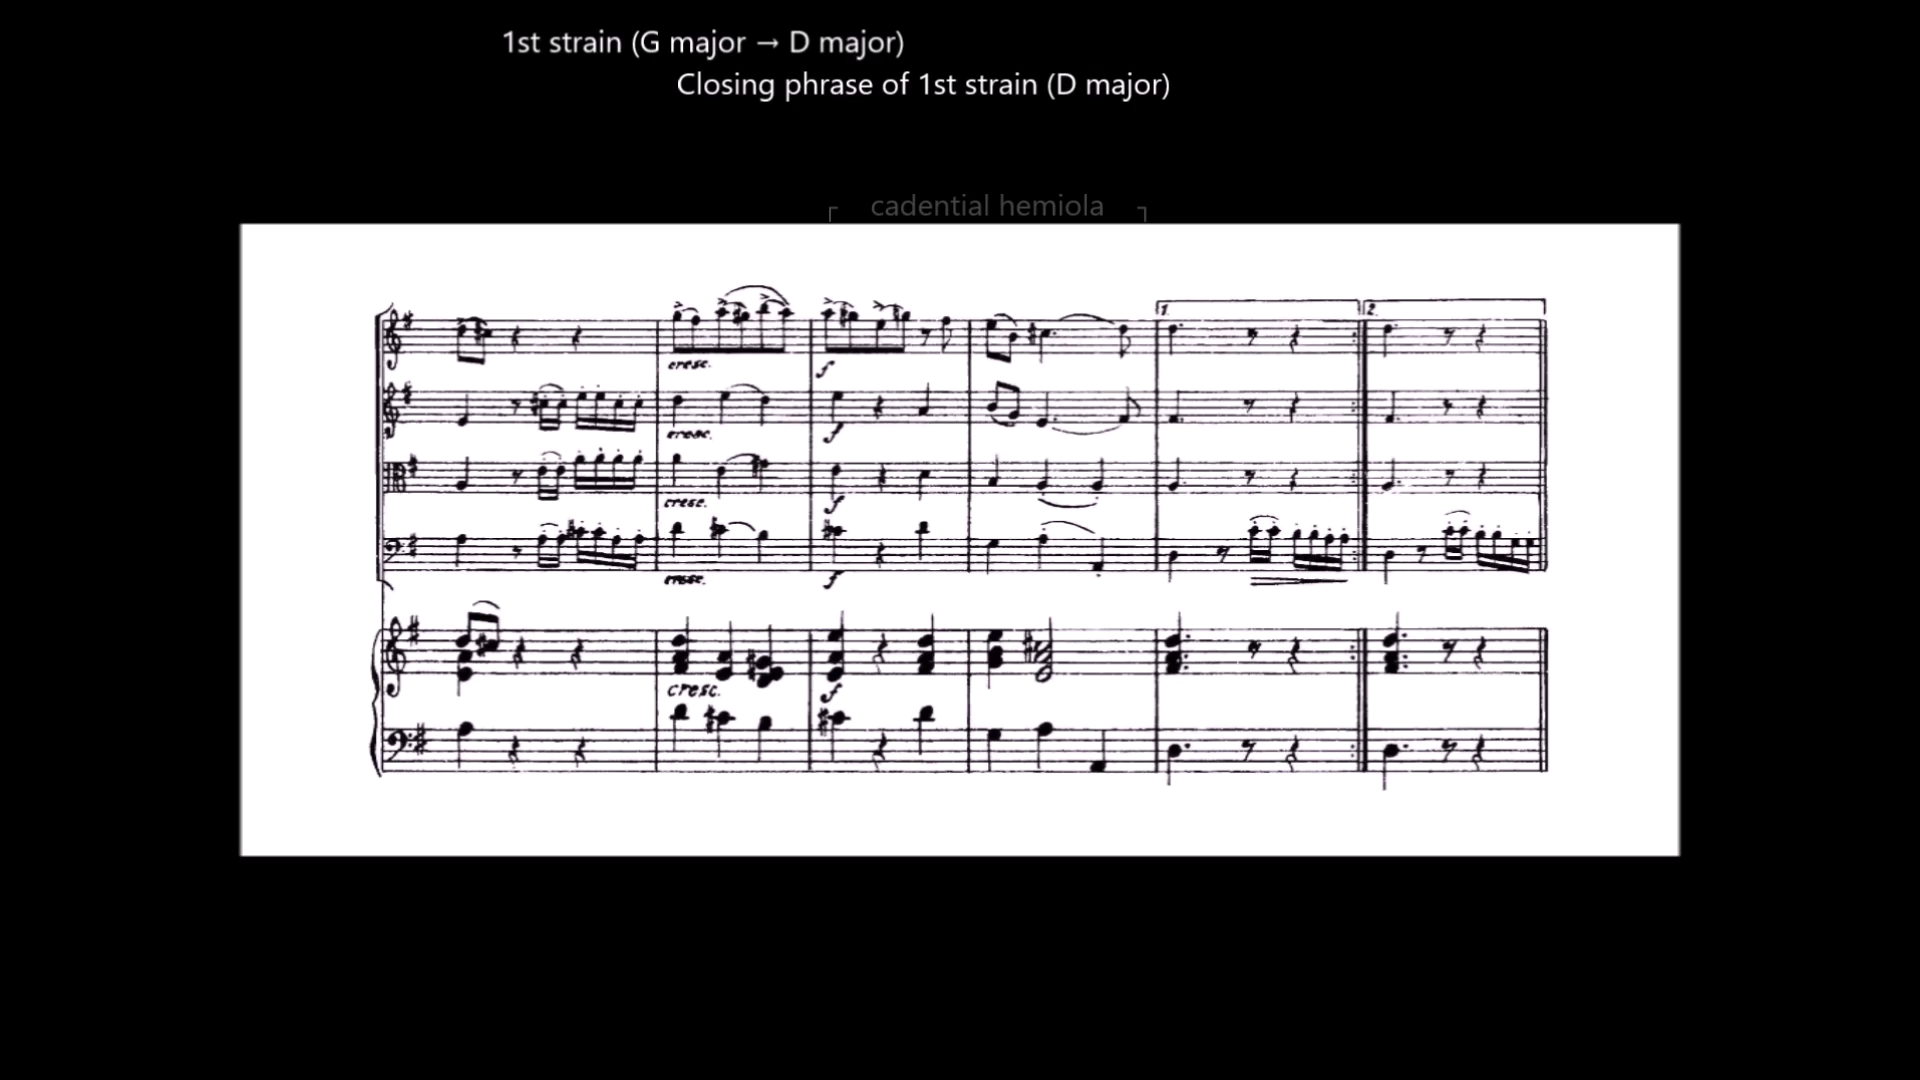 1st strain (G major → D major)
Closing phrase of 1st strain (D major)
cadential hemiola
1. 2.
cresc. f
cresc. f
cresc. f
cresc. f
cresc. f